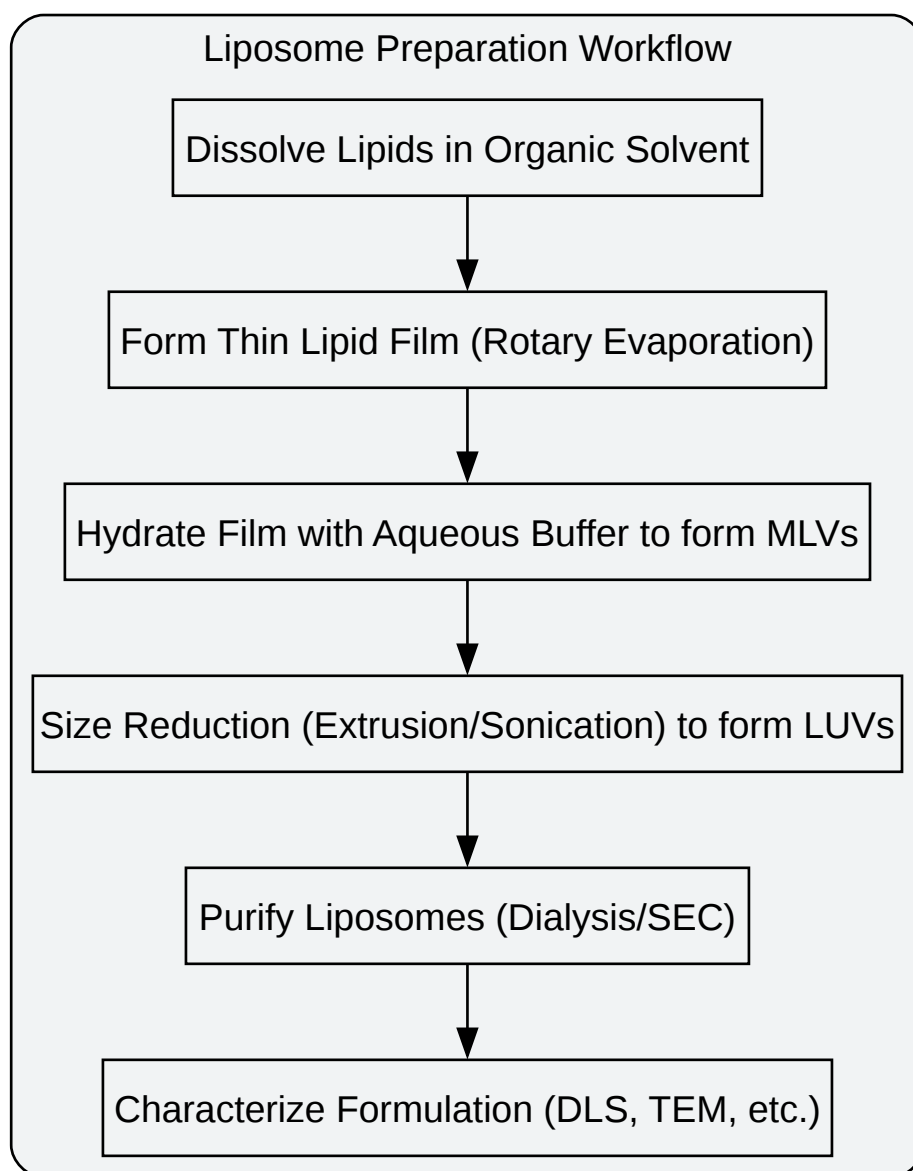 Liposome Preparation Workflow
Dissolve Lipids in Organic Solvent
Form Thin Lipid Film (Rotary Evaporation)
Hydrate Film with Aqueous Buffer to form MLVs
Size Reduction (Extrusion/Sonication) to form LUVs
Purify Liposomes (Dialysis/SEC)
Characterize Formulation (DLS, TEM, etc.)